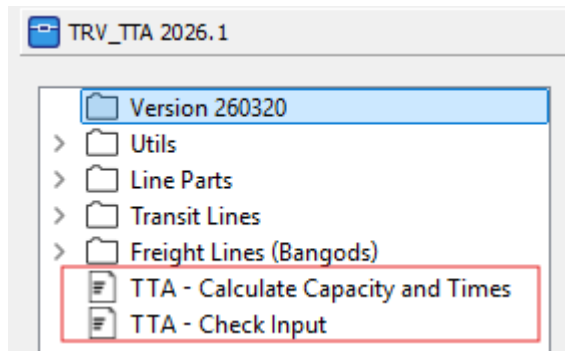 TRV_TTA 2026.1
Version 260320
Utils
Line Parts
Transit Lines
Freight Lines (Bangods)
TTA - Calculate Capacity and Times
TTA - Check Input